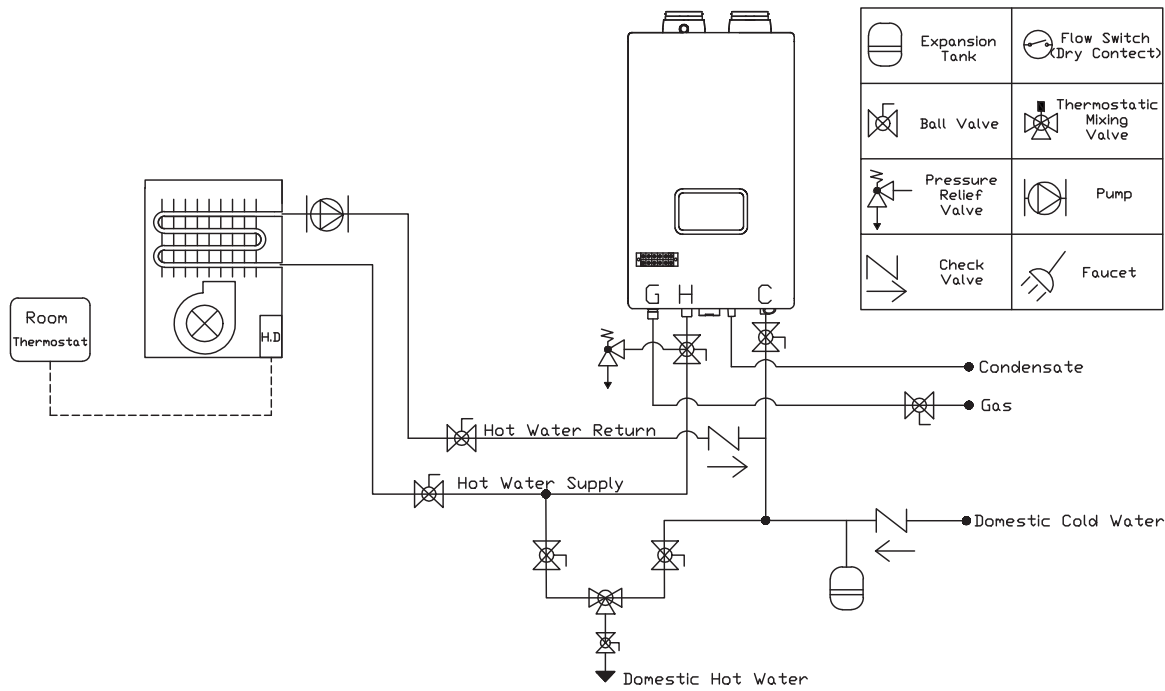 Expansion
Tank
Flow Switch
(Dry Contect)
Ball Valve
Thermostatic
Mixing
Valve
Pressure
Relief
Valve
Pump
Check
Valve
Faucet
G H C
Room
Thermostat
H.D
Condensate
Gas
Hot Water Return
Hot Water Supply
Domestic Cold Water
Domestic Hot Water